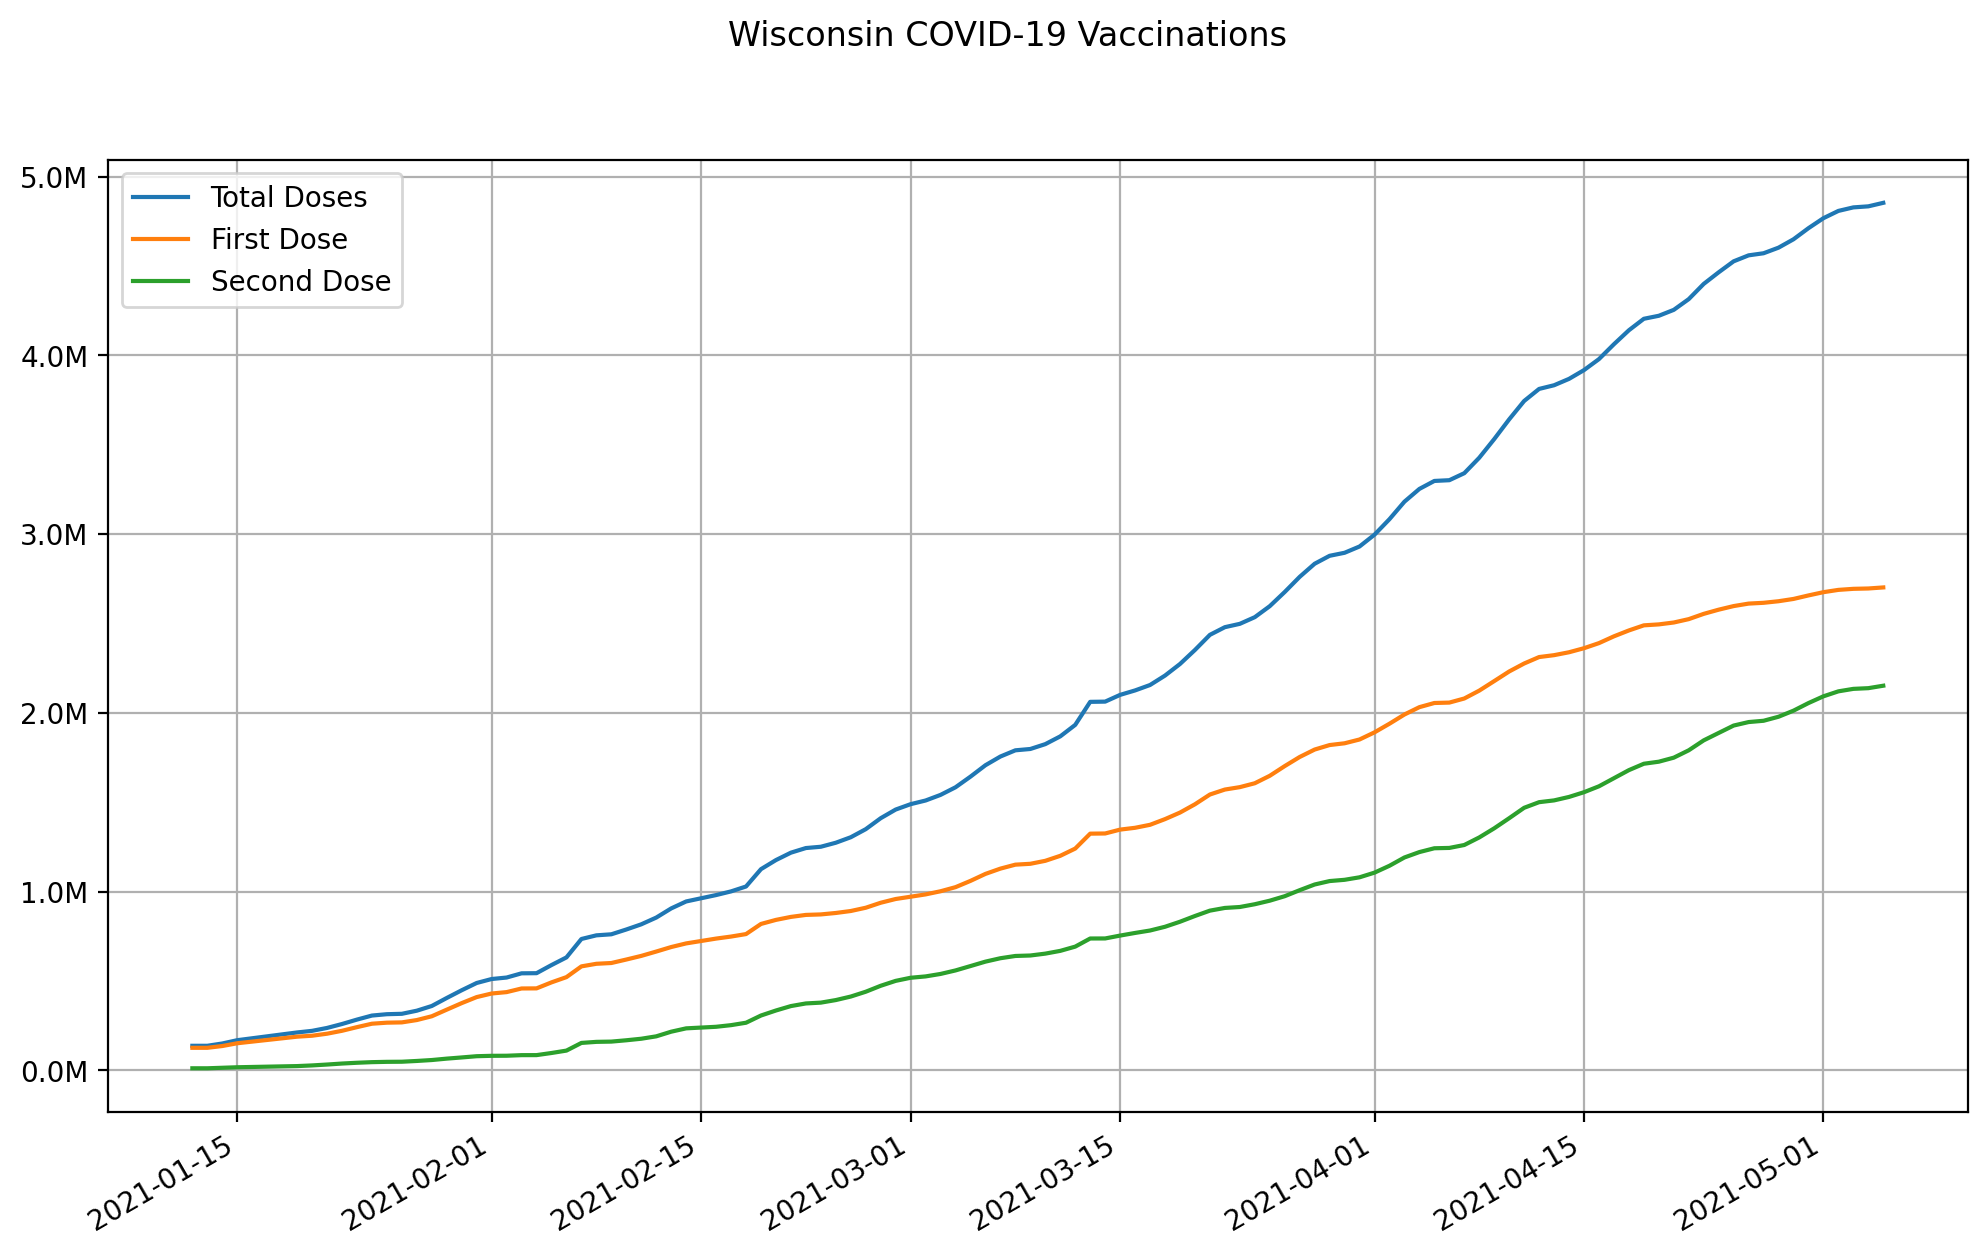 Wisconsin COVID-19 Vaccinations
5.0M
4.0M
3.0M
2.0M
1.0M
0.0M
Total Doses
First Dose
Second Dose
2021-01-15
2021-02-01
2021-02-15
2021-03-01
2021-03-15
2021-04-01
2021-04-15
2021-05-01